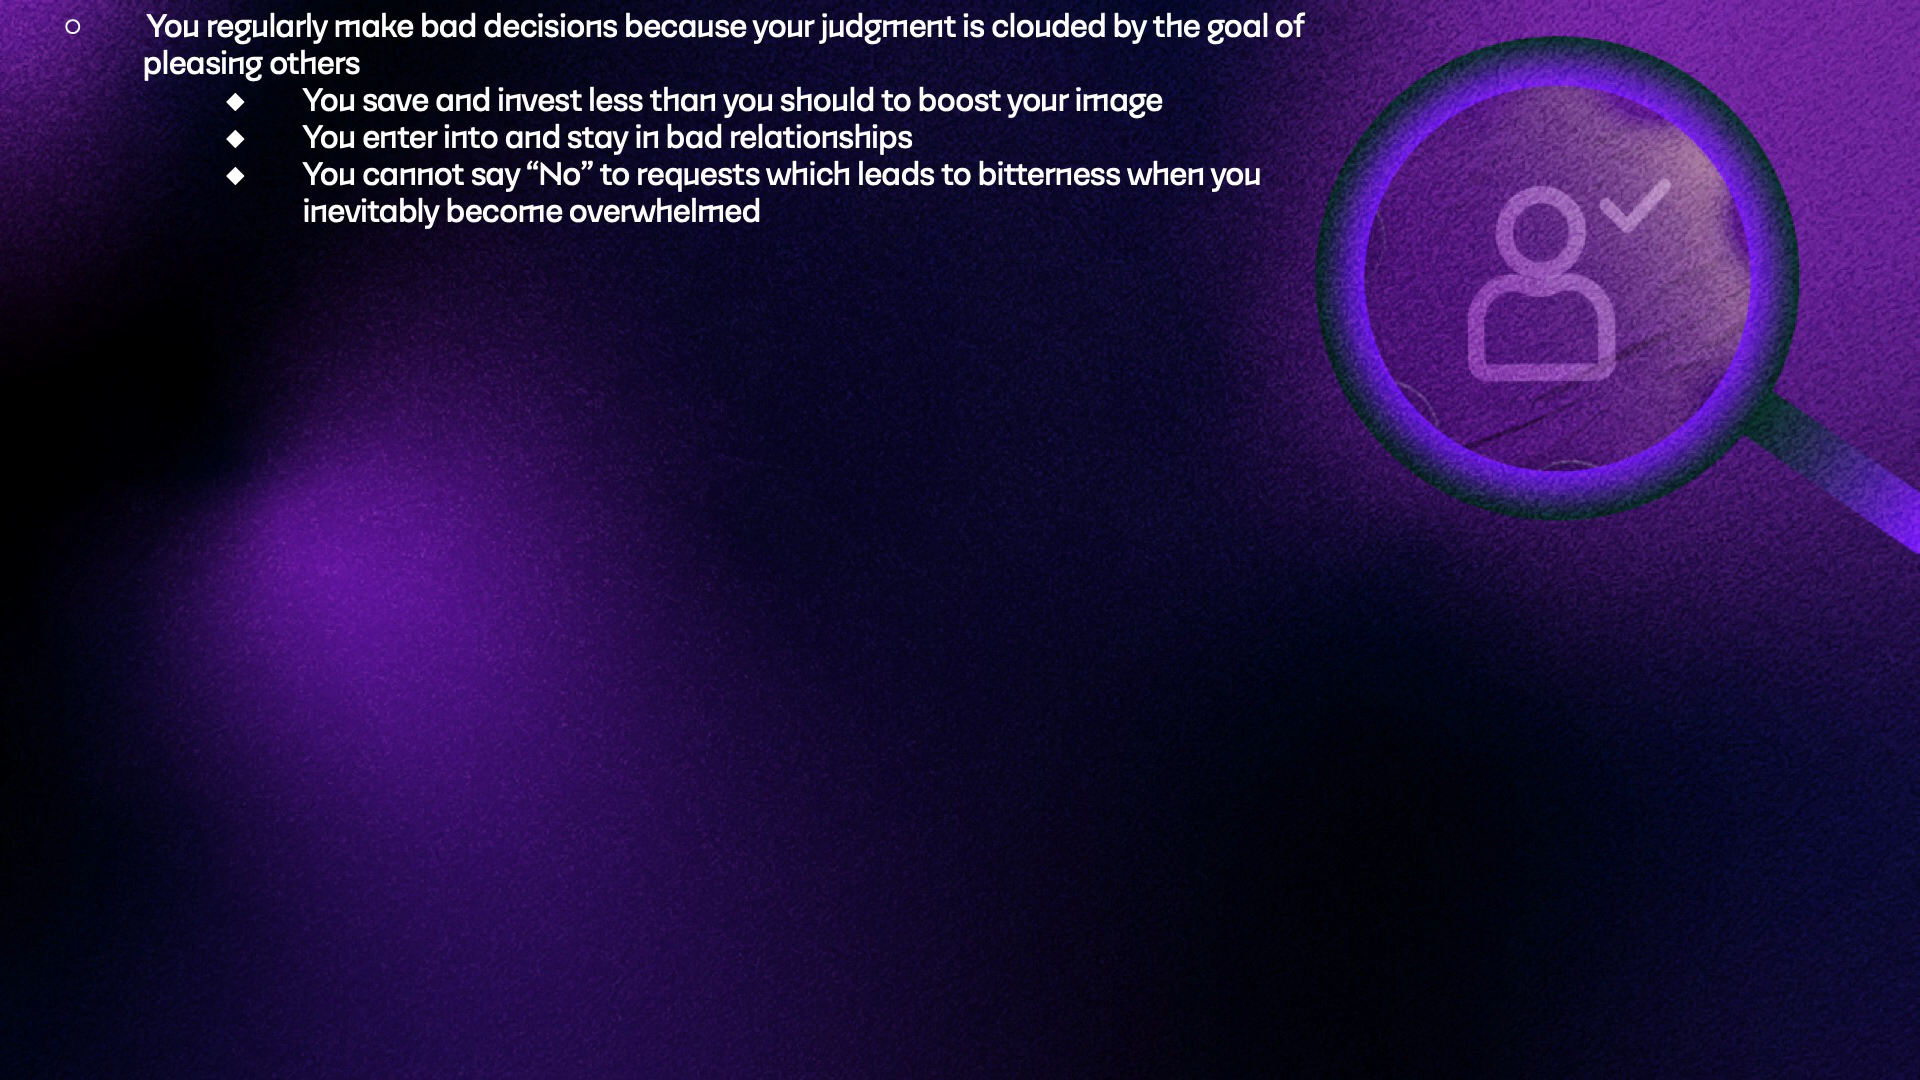 ○ You regularly make bad decisions because your judgment is clouded by the goal of
pleasing others
◆ You save and invest less than you should to boost your image
◆ You enter into and stay in bad relationships
◆ You cannot say “No” to requests which leads to bitterness when you
inevitably become overwhelmed